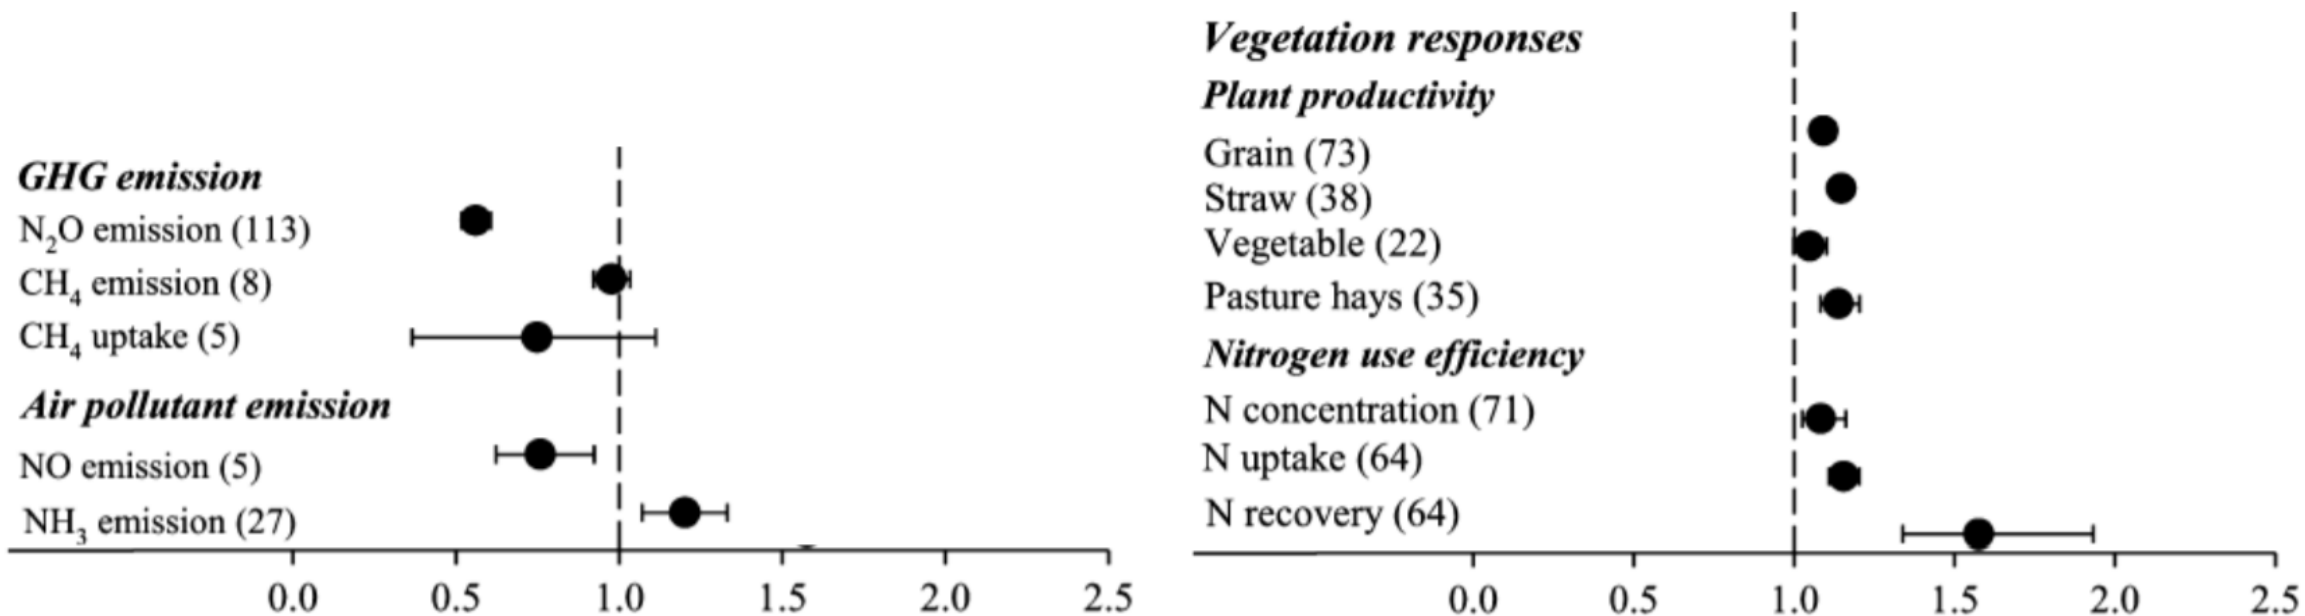 GHG emission
N₂O emission (113)
CH₄ emission (8)
CH₄ uptake (5)
Air pollutant emission
NO emission (5)
NH₃ emission (27)
0.0 0.5 1.0 1.5 2.0 2.5
Vegetation responses
Plant productivity
Grain (73)
Straw (38)
Vegetable (22)
Pasture hays (35)
Nitrogen use efficiency
N concentration (71)
N uptake (64)
N recovery (64)
0.0 0.5 1.0 1.5 2.0 2.5